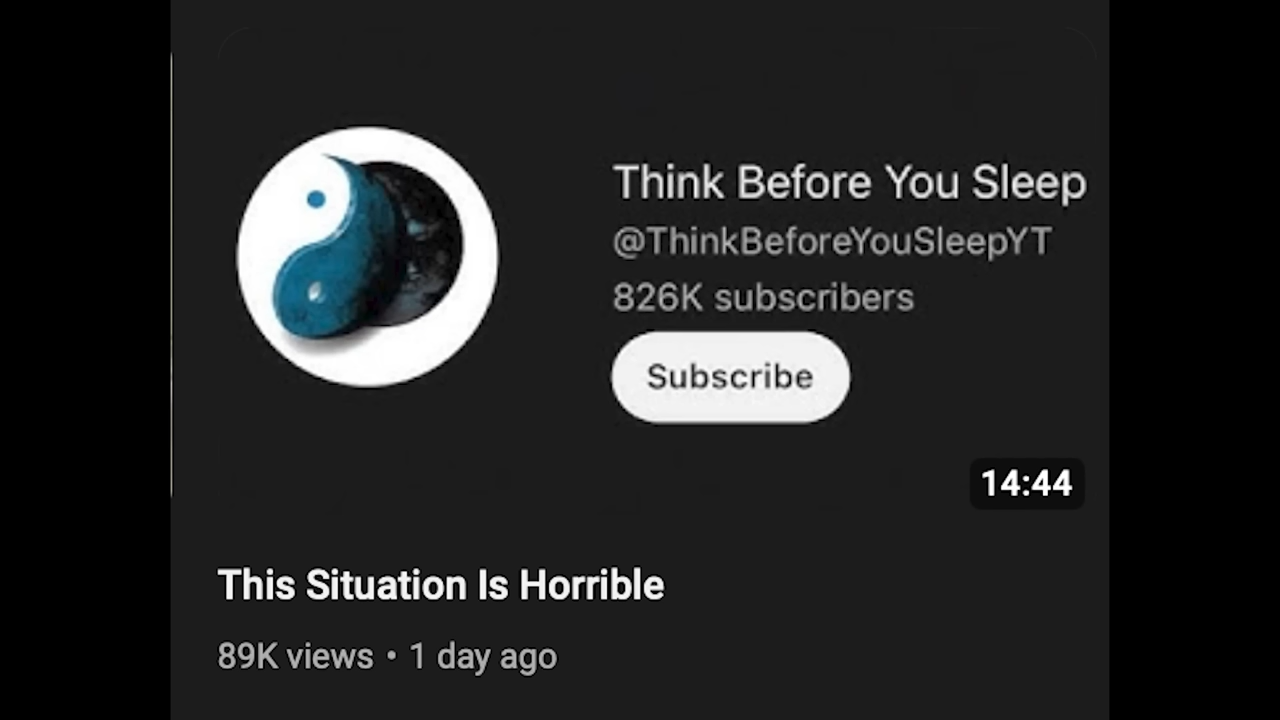 Think Before You Sleep
@ThinkBeforeYouSleepYT
826K subscribers
Subscribe
14:44
This Situation Is Horrible
89K views • 1 day ago